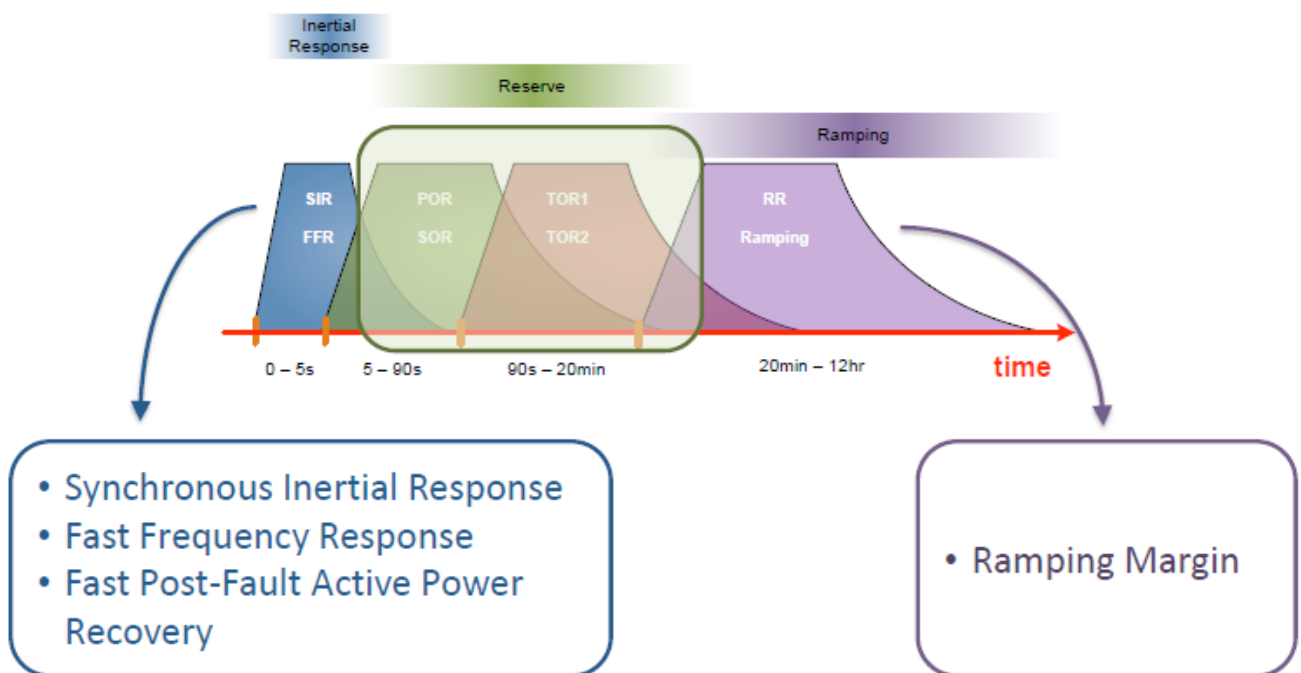 Inertial
Response
Reserve
Ramping
SIR
FFR
POR
SOR
TOR1
TOR2
RR
Ramping
0 – 5s
5 – 90s
90s – 20min
20min – 12hr
time
• Synchronous Inertial Response
• Fast Frequency Response
• Fast Post-Fault Active Power
Recovery
• Ramping Margin